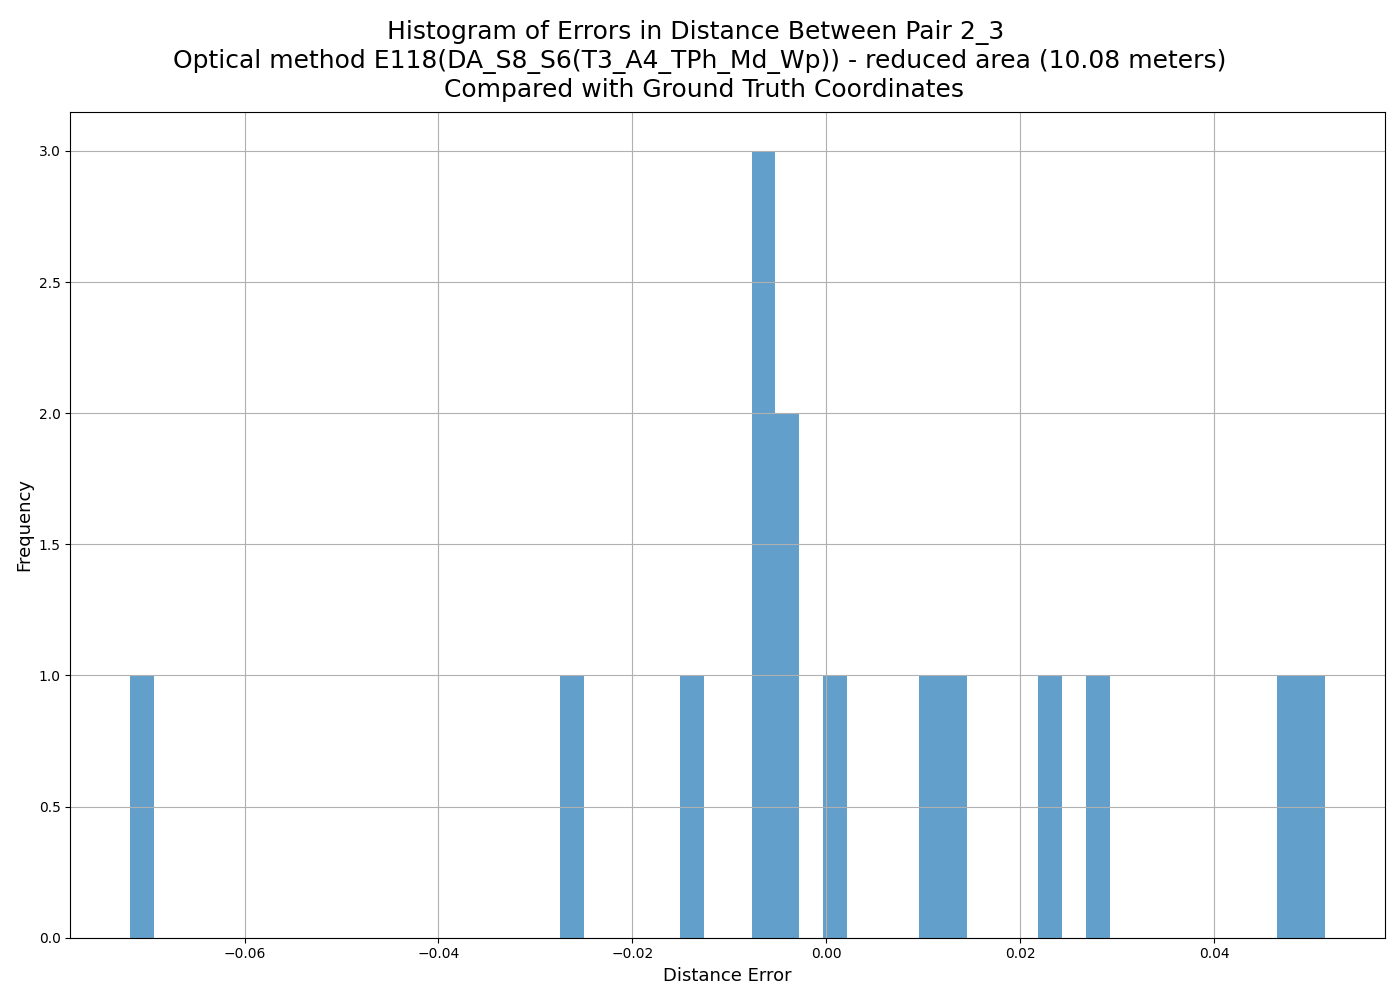 Histogram of Errors in Distance Between Pair 2_3
Optical method E118(DA_S8_S6(T3_A4_TPh_Md_Wp)) - reduced area (10.08 meters)
Compared with Ground Truth Coordinates
3.0
2.5
2.0
1.5
1.0
0.5
0.0
Frequency
−0.06 −0.04 −0.02 0.00 0.02 0.04
Distance Error